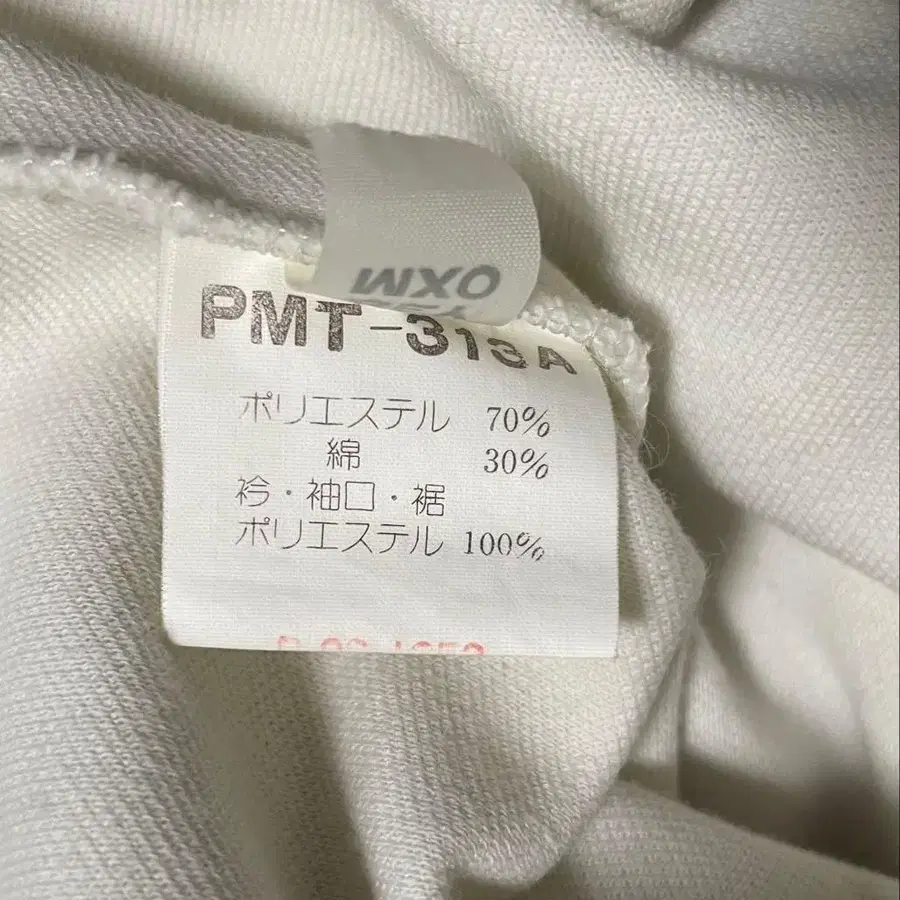 OXM
PMT-313A
ポリエステル 70%
綿 30%
衿・袖口・裾
ポリエステル 100%